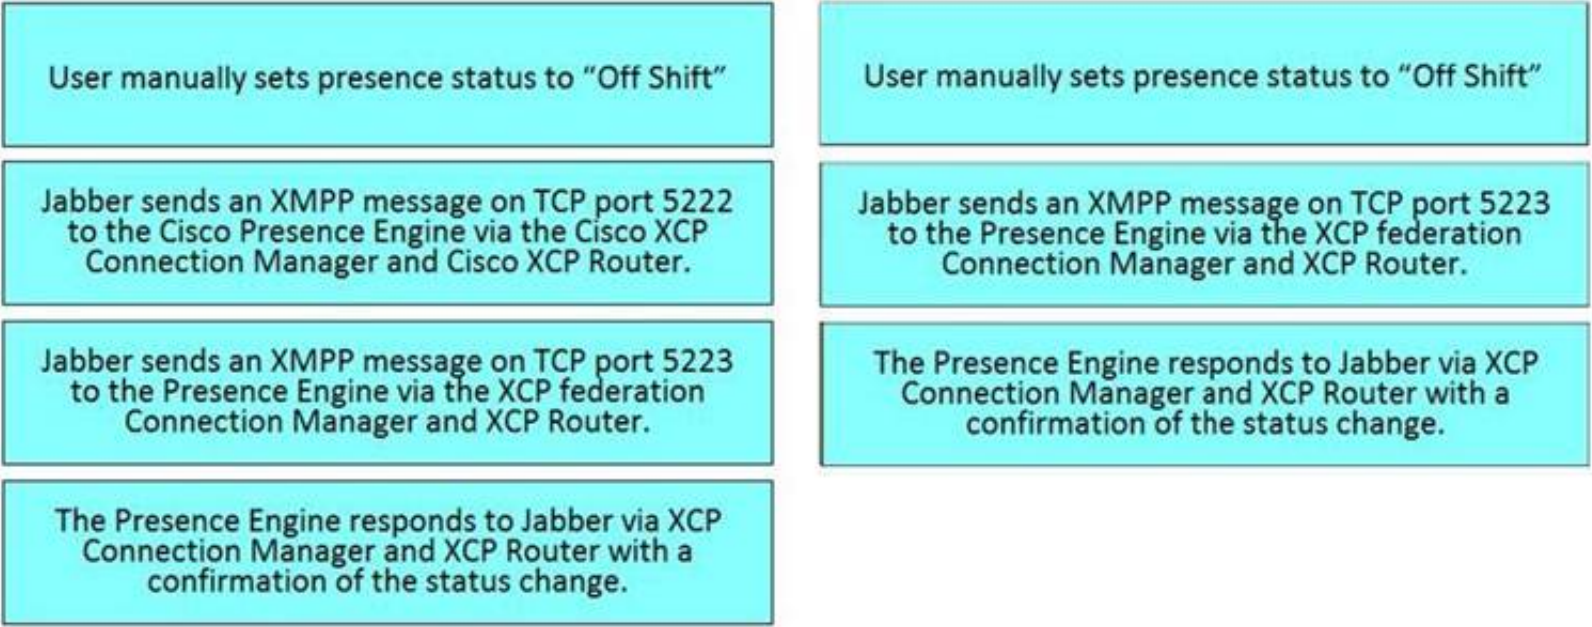 User manually sets presence status to “Off Shift”
Jabber sends an XMPP message on TCP port 5222
to the Cisco Presence Engine via the Cisco XCP
Connection Manager and Cisco XCP Router.
Jabber sends an XMPP message on TCP port 5223
to the Presence Engine via the XCP federation
Connection Manager and XCP Router.
The Presence Engine responds to Jabber via XCP
Connection Manager and XCP Router with a
confirmation of the status change.
User manually sets presence status to “Off Shift”
Jabber sends an XMPP message on TCP port 5223
to the Presence Engine via the XCP federation
Connection Manager and XCP Router.
The Presence Engine responds to Jabber via XCP
Connection Manager and XCP Router with a
confirmation of the status change.